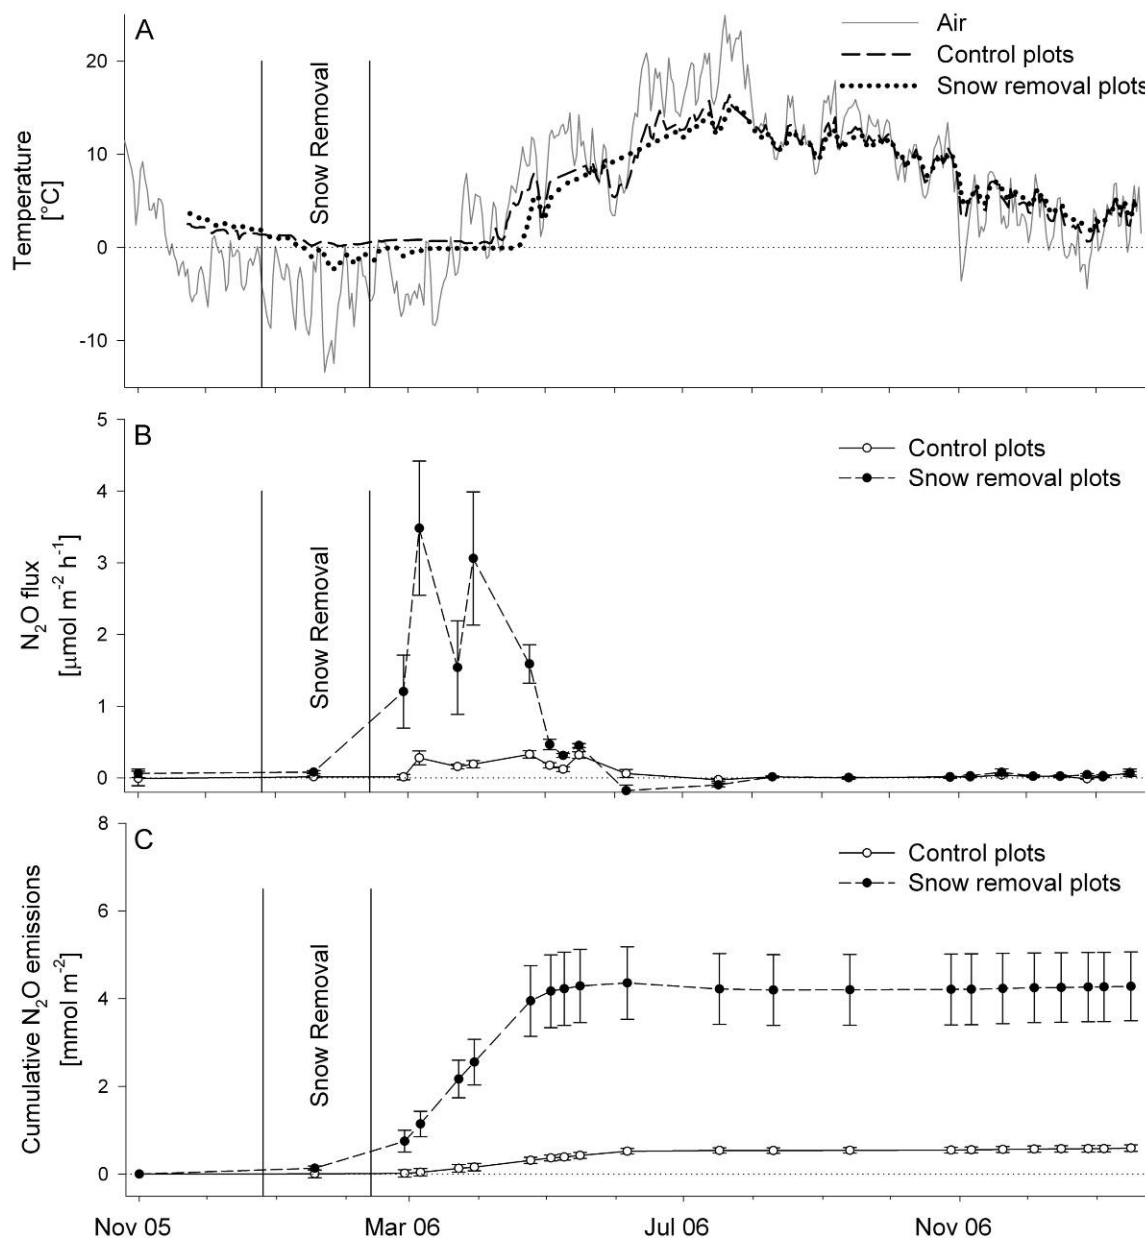 A
Air
Control plots
Snow removal plots
Temperature
[°C]
20
10
0
-10
Snow Removal
B
Control plots
Snow removal plots
N₂O flux
[µmol m⁻² h⁻¹]
5
4
3
2
1
0
Snow Removal
C
Control plots
Snow removal plots
Cumulative N₂O emissions
[mmol m⁻²]
8
6
4
2
0
Snow Removal
Nov 05
Mar 06
Jul 06
Nov 06